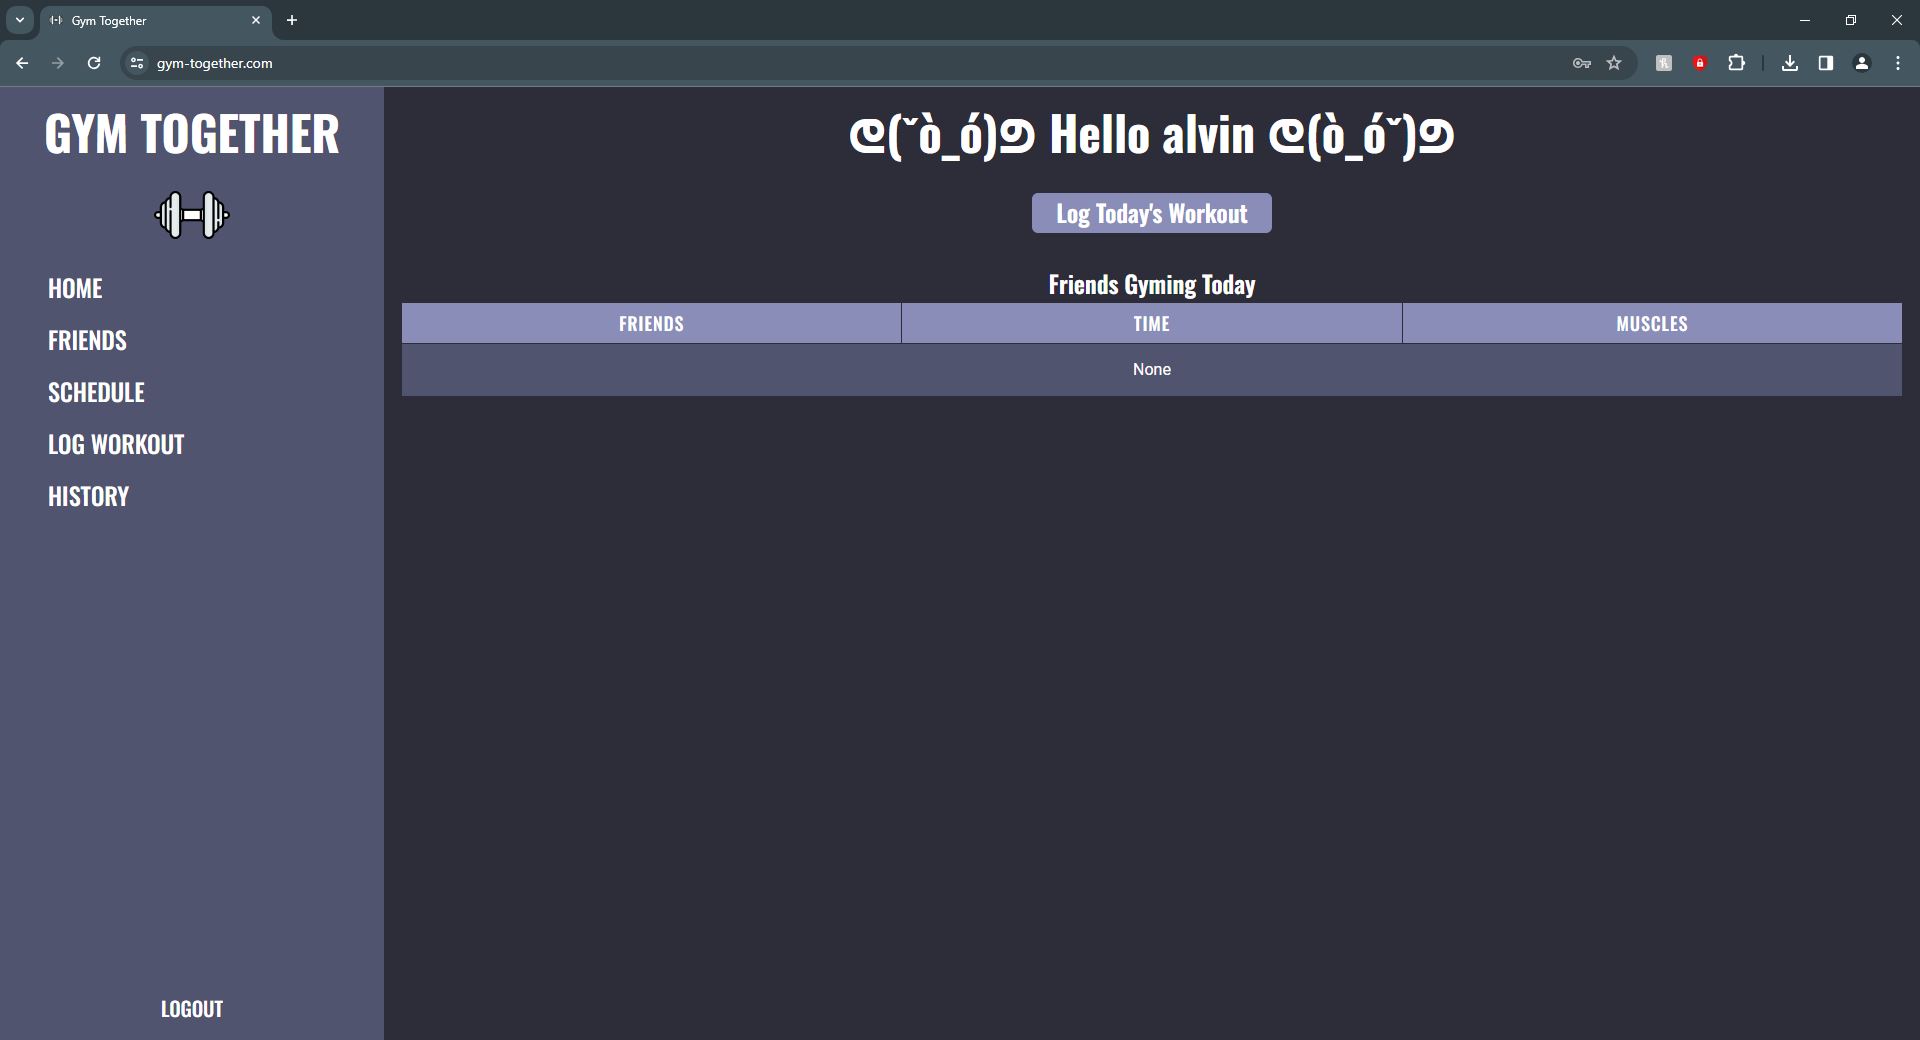 Gym Together
gym-together.com
GYM TOGETHER
HOME
FRIENDS
SCHEDULE
LOG WORKOUT
HISTORY
LOGOUT
ᕦ(ˇò_ó)ᕤ Hello alvin ᕦ(ò_óˇ)ᕤ
Log Today's Workout
Friends Gyming Today
FRIENDS TIME MUSCLES
None